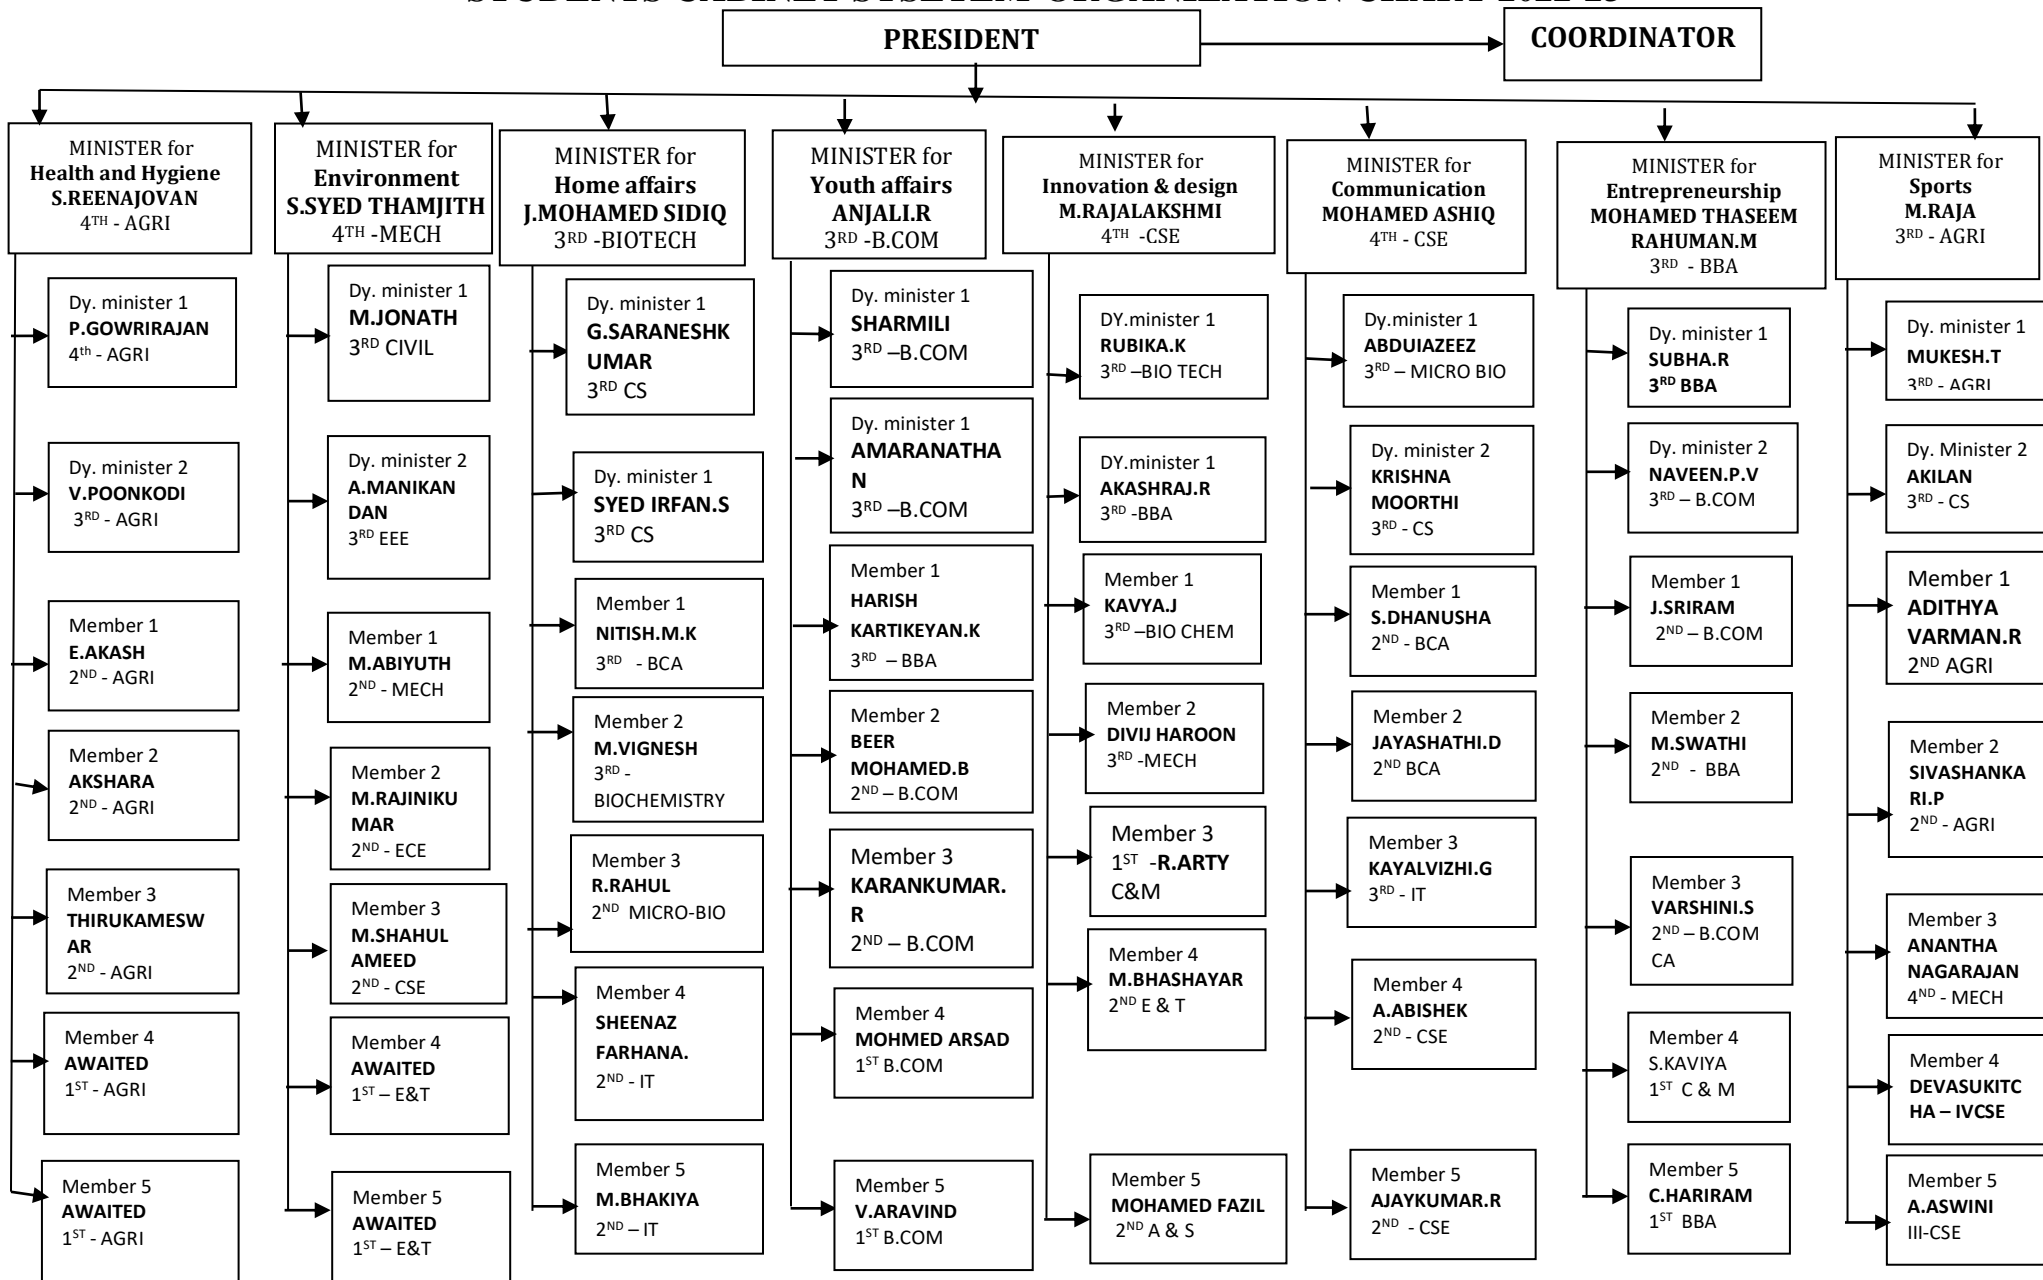 STUDENTS CABINET SYSETEM ORGANIZATION CHART 2022-23
PRESIDENT
COORDINATOR
MINISTER for
Health and Hygiene
S.REENAJOVAN
4TH - AGRI
Dy. minister 1
P.GOWRIRAJAN
4th - AGRI
Dy. minister 2
V.POONKODI
3RD - AGRI
Member 1
E.AKASH
2ND - AGRI
Member 2
AKSHARA
2ND - AGRI
Member 3
THIRUKAMESW
AR
2ND - AGRI
Member 4
AWAITED
1ST - AGRI
Member 5
AWAITED
1ST - AGRI
MINISTER for
Environment
S.SYED THAMJITH
4TH -MECH
Dy. minister 1
M.JONATH
3RD CIVIL
Dy. minister 2
A.MANIKAN
DAN
3RD EEE
Member 1
M.ABIYUTH
2ND - MECH
Member 2
M.RAJINIKU
MAR
2ND - ECE
Member 3
M.SHAHUL
AMEED
2ND - CSE
Member 4
AWAITED
1ST – E&T
Member 5
AWAITED
1ST – E&T
MINISTER for
Home affairs
J.MOHAMED SIDIQ
3RD -BIOTECH
Dy. minister 1
G.SARANESHK
UMAR
3RD CS
Dy. minister 1
SYED IRFAN.S
3RD CS
Member 1
NITISH.M.K
3RD - BCA
Member 2
M.VIGNESH
3RD -
BIOCHEMISTRY
Member 3
R.RAHUL
2ND MICRO-BIO
Member 4
SHEENAZ
FARHANA.
2ND - IT
Member 5
M.BHAKIYA
2ND – IT
MINISTER for
Youth affairs
ANJALI.R
3RD -B.COM
Dy. minister 1
SHARMILI
3RD –B.COM
Dy. minister 1
AMARANATHA
N
3RD –B.COM
Member 1
HARISH
KARTIKEYAN.K
3RD – BBA
Member 2
BEER
MOHAMED.B
2ND – B.COM
Member 3
KARANKUMAR.
R
2ND – B.COM
Member 4
MOHMED ARSAD
1ST B.COM
Member 5
V.ARAVIND
1ST B.COM
MINISTER for
Innovation & design
M.RAJALAKSHMI
4TH -CSE
DY.minister 1
RUBIKA.K
3RD –BIO TECH
DY.minister 1
AKASHRAJ.R
3RD -BBA
Member 1
KAVYA.J
3RD –BIO CHEM
Member 2
DIVIJ HAROON
3RD -MECH
Member 3
1ST -R.ARTY
C&M
Member 4
M.BHASHAYAR
2ND E & T
Member 5
MOHAMED FAZIL
2ND A & S
MINISTER for
Communication
MOHAMED ASHIQ
4TH - CSE
DY.minister 1
ABDUIAZEEZ
3RD – MICRO BIO
Dy. minister 2
KRISHNA
MOORTHI
3RD - CS
Member 1
S.DHANUSHA
2ND - BCA
Member 2
JAYASHATHI.D
2ND BCA
Member 3
KAYALVIZHI.G
3RD - IT
Member 4
A.ABISHEK
2ND - CSE
Member 5
AJAYKUMAR.R
2ND - CSE
MINISTER for
Entrepreneurship
MOHAMED THASEEM
RAHUMAN.M
3RD - BBA
Dy. minister 1
SUBHA.R
3RD BBA
Dy. minister 2
NAVEEN.P.V
3RD – B.COM
Member 1
J.SRIRAM
2ND – B.COM
Member 2
M.SWATHI
2ND - BBA
Member 3
VARSHINI.S
2ND – B.COM
CA
Member 4
S.KAVIYA
1ST C & M
Member 5
C.HARIRAM
1ST BBA
MINISTER for
Sports
M.RAJA
3RD - AGRI
Dy. minister 1
MUKESH.T
3RD - AGRI
Dy. Minister 2
AKILAN
3RD - CS
Member 1
ADITHYA
VARMAN.R
2ND AGRI
Member 2
SIVASHANKA
RI.P
2ND - AGRI
Member 3
ANANTHA
NAGARAJAN
4ND - MECH
Member 4
DEVASUKITC
HA – IVCSE
Member 5
A.ASWINI
III-CSE